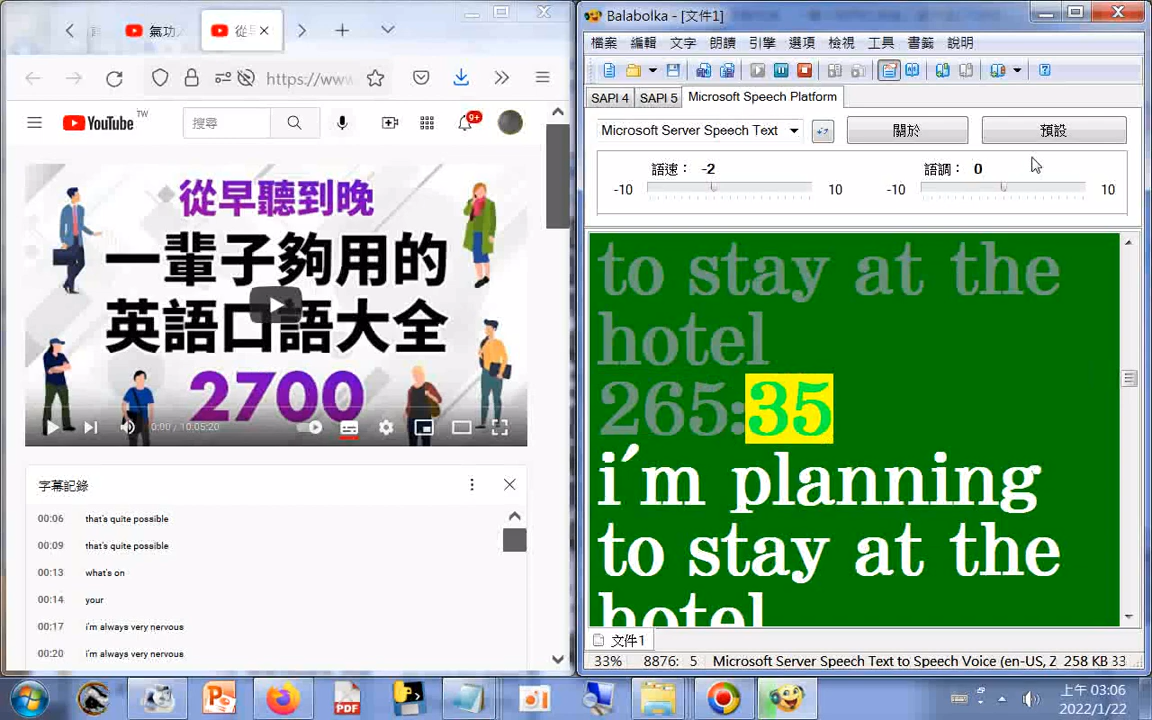 氣功
從
https://www
YouTube TW
搜尋
9+
從早聽到晚
一輩子夠用的
英語口語大全
2700
0:00 / 10:05:20
字幕記錄
00:06 that's quite possible
00:09 that's quite possible
00:13 what's on
00:14 your
00:17 i'm always very nervous
00:20 i'm always very nervous
Balabolka - [文件1]
檔案 編輯 文字 朗讀 引擎 選項 檢視 工具 書籤 說明
SAPI 4 SAPI 5 Microsoft Speech Platform
Microsoft Server Speech Text 關於 預設
語速： -2 語調： 0
-10 10 -10 10
to stay at the
hotel
265:35
i´m planning
to stay at the
hotel
文件1
33% 8876: 5 Microsoft Server Speech Text to Speech Voice (en-US, Z 258 KB 33
上午 03:06
2022/1/22